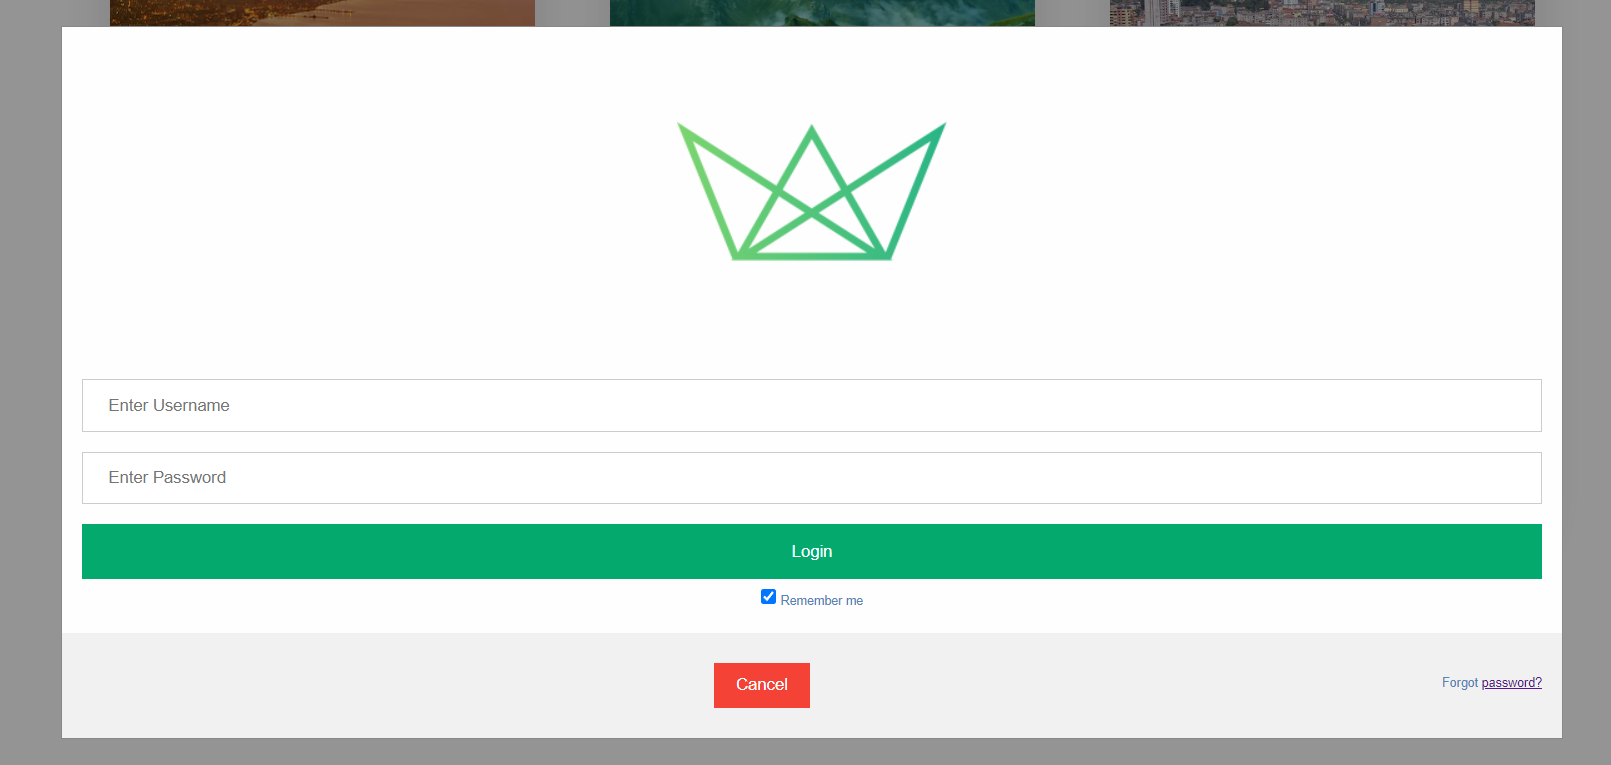 Enter Username
Enter Password
Login
Remember me
Cancel
Forgot password?